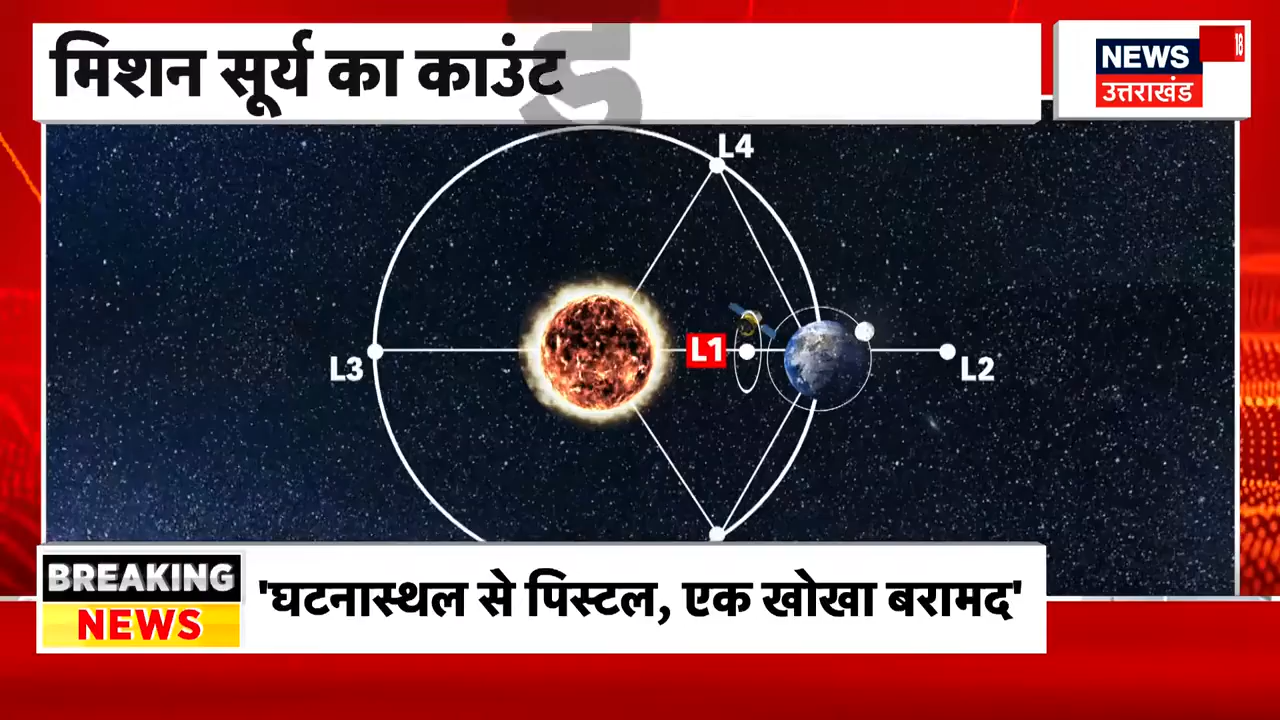 मिशन सूर्य का काउंट
NEWS 18
उत्तराखंड
L4
L3
L1
L2
BREAKING
NEWS
'घटनास्थल से पिस्टल, एक खोखा बरामद'